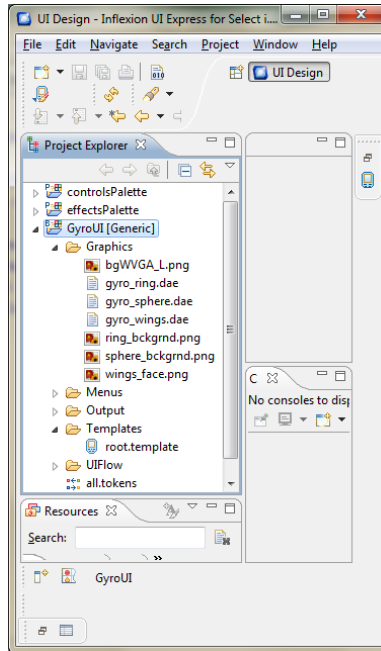 UI Design - Inflexion UI Express for Select i....
File Edit Navigate Search Project Window Help
UI Design
Project Explorer
controlsPalette
effectsPalette
GyroUI [Generic]
Graphics
bgWVGA_L.png
gyro_ring.dae
gyro_sphere.dae
gyro_wings.dae
ring_bckgrnd.png
sphere_bckgrnd.png
wings_face.png
Menus
Output
Templates
root.template
UIFlow
all.tokens
C
No consoles to disp
Resources
Search:
GyroUI